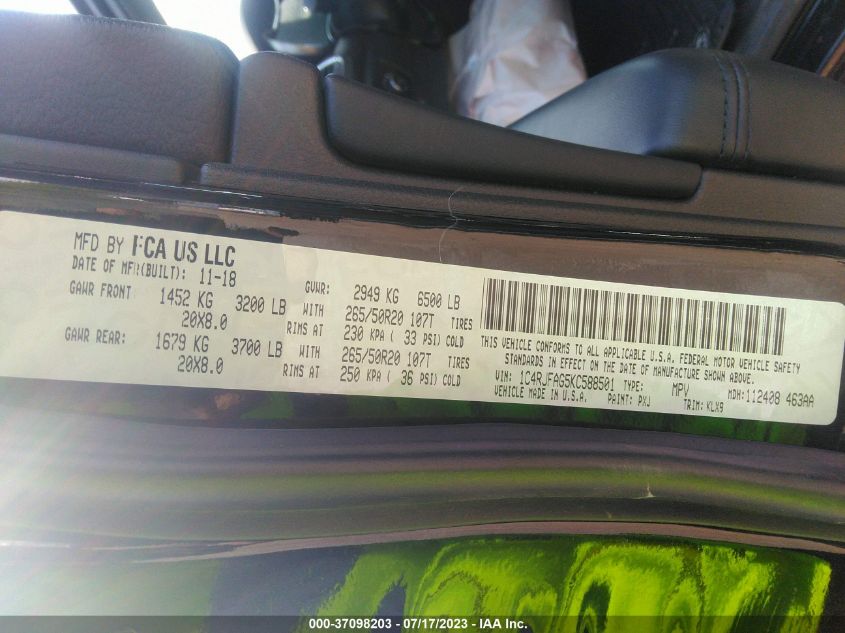 MFD BY FCA US LLC
DATE OF MFR(BUILT): 11-18
GVWR: 2949 KG 6500 LB
GAWR FRONT 1452 KG 3200 LB WITH 265/50R20 107T TIRES
20X8.0 RIMS AT 230 KPA ( 33 PSI) COLD
GAWR REAR: 1679 KG 3700 LB WITH 265/50R20 107T TIRES
20X8.0 RIMS AT 250 KPA ( 36 PSI) COLD
THIS VEHICLE CONFORMS TO ALL APPLICABLE U.S.A. FEDERAL MOTOR VEHICLE SAFETY
STANDARDS IN EFFECT ON THE DATE OF MANUFACTURE SHOWN ABOVE.
VIN: 1C4RJFAG5KC588501 TYPE: MPV MDH:112408 463AA
VEHICLE MADE IN U.S.A. PAINT: PXJ TRIM: KLX9
000-37098203 - 07/17/2023 - IAA Inc.